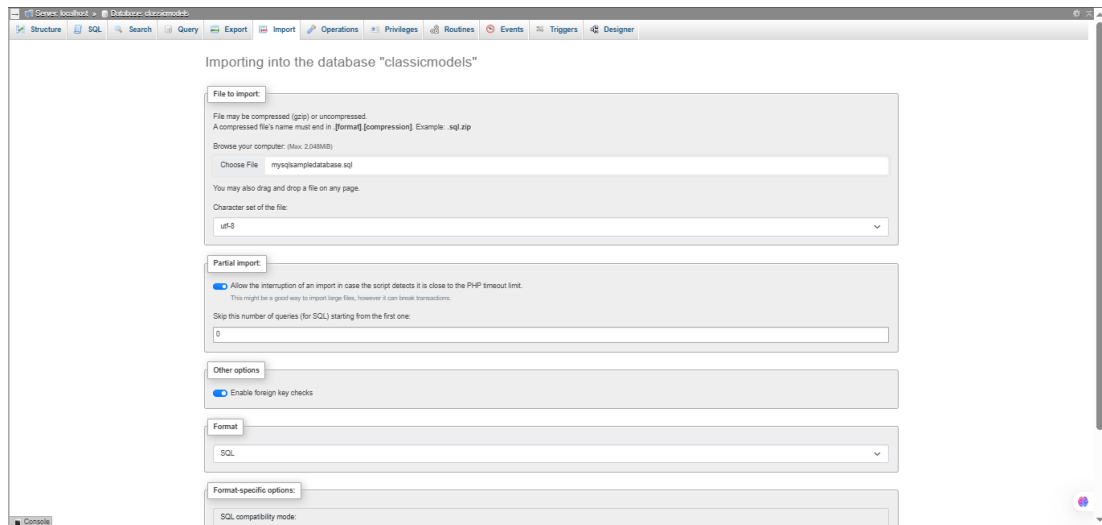 Server: localhost » Database: classicmodels
Structure SQL Search Query Export Import Operations Privileges Routines Events Triggers Designer
Importing into the database "classicmodels"
File to import:
File may be compressed (gzip) or uncompressed.
A compressed file's name must end in .[format].[compression]. Example: .sql.zip
Browse your computer: (Max: 2,048MiB)
Choose File mysqlsampledatabase.sql
You may also drag and drop a file on any page.
Character set of the file:
utf-8
Partial import:
Allow the interruption of an import in case the script detects it is close to the PHP timeout limit.
This might be a good way to import large files, however it can break transactions.
Skip this number of queries (for SQL) starting from the first one:
0
Other options
Enable foreign key checks
Format
SQL
Format-specific options:
SQL compatibility mode:
Console